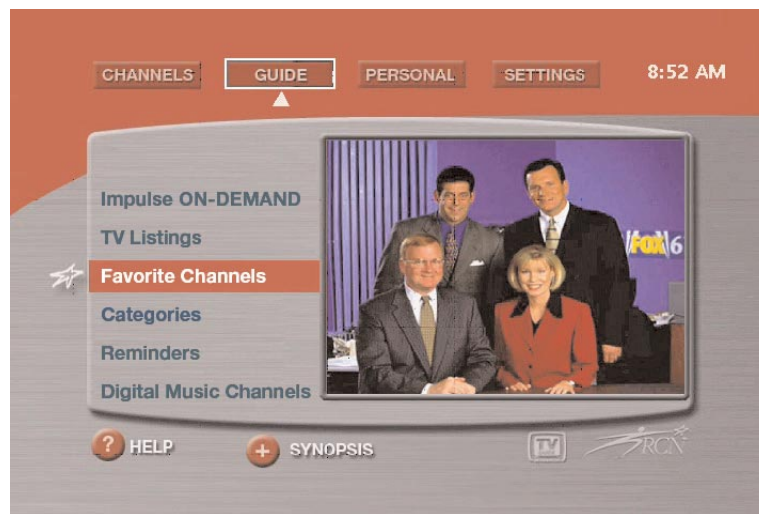 CHANNELS GUIDE PERSONAL SETTINGS 8:52 AM
Impulse ON-DEMAND
TV Listings
Favorite Channels
Categories
Reminders
Digital Music Channels
FOX 6
? HELP + SYNOPSIS TV RCN